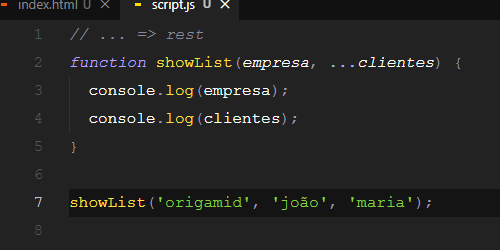 index.html U script.js U
1 // ... => rest
2 function showList(empresa, ...clientes) {
3 console.log(empresa);
4 console.log(clientes);
5 }
6
7 showList('origamid', 'joão', 'maria');
8